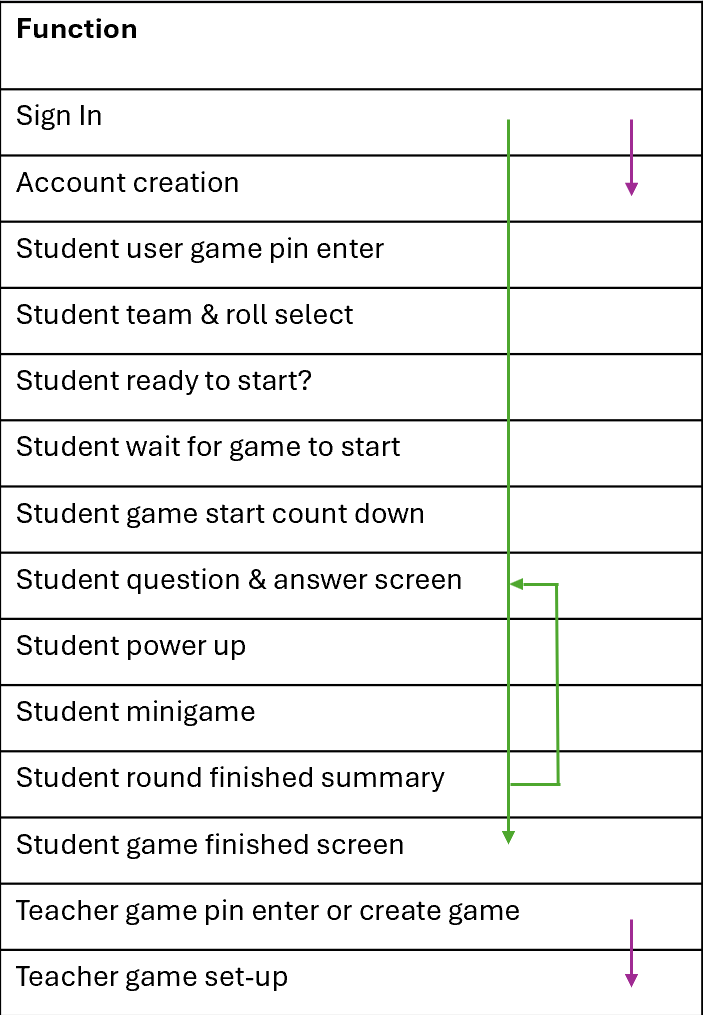 Function
Sign In
Account creation
Student user game pin enter
Student team & roll select
Student ready to start?
Student wait for game to start
Student game start count down
Student question & answer screen
Student power up
Student minigame
Student round finished summary
Student game finished screen
Teacher game pin enter or create game
Teacher game set-up